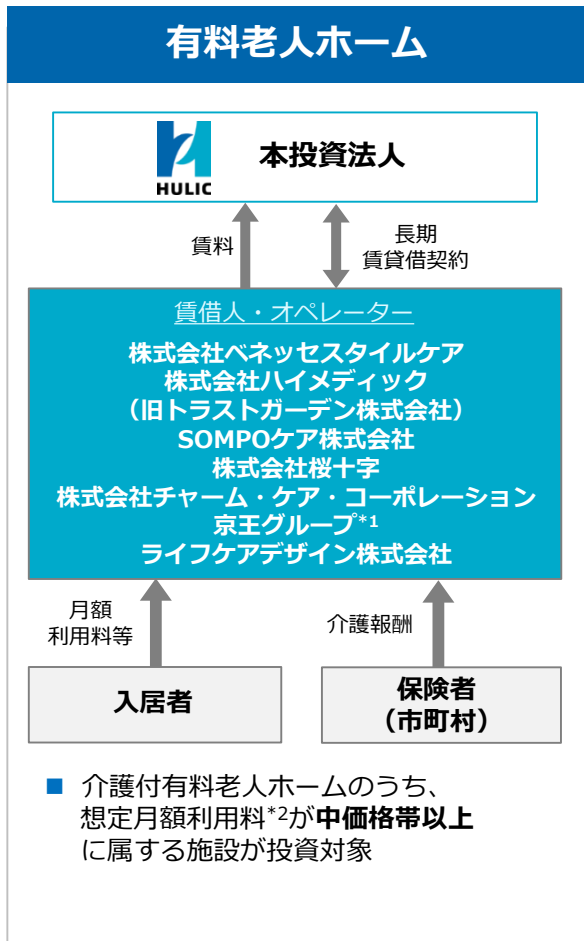 有料老人ホーム
HULIC
本投資法人
賃料
長期
賃貸借契約
賃借人・オペレーター
株式会社ベネッセスタイルケア
株式会社ハイメディック
（旧トラストガーデン株式会社）
SOMPOケア株式会社
株式会社桜十字
株式会社チャーム・ケア・コーポレーション
京王グループ*1
ライフケアデザイン株式会社
月額
利用料等
介護報酬
入居者
保険者
（市町村）
■ 介護付有料老人ホームのうち、
想定月額利用料*2が中価格帯以上
に属する施設が投資対象